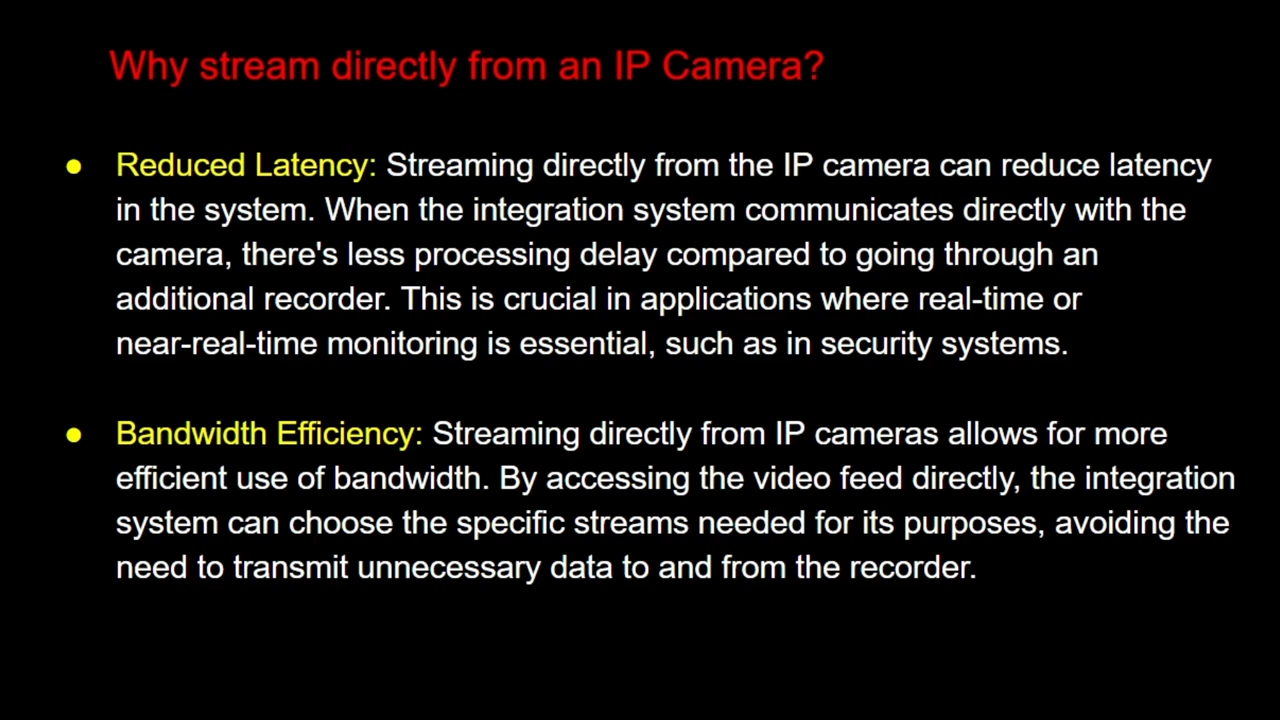 Why stream directly from an IP Camera?
● Reduced Latency: Streaming directly from the IP camera can reduce latency
in the system. When the integration system communicates directly with the
camera, there's less processing delay compared to going through an
additional recorder. This is crucial in applications where real-time or
near-real-time monitoring is essential, such as in security systems.
● Bandwidth Efficiency: Streaming directly from IP cameras allows for more
efficient use of bandwidth. By accessing the video feed directly, the integration
system can choose the specific streams needed for its purposes, avoiding the
need to transmit unnecessary data to and from the recorder.